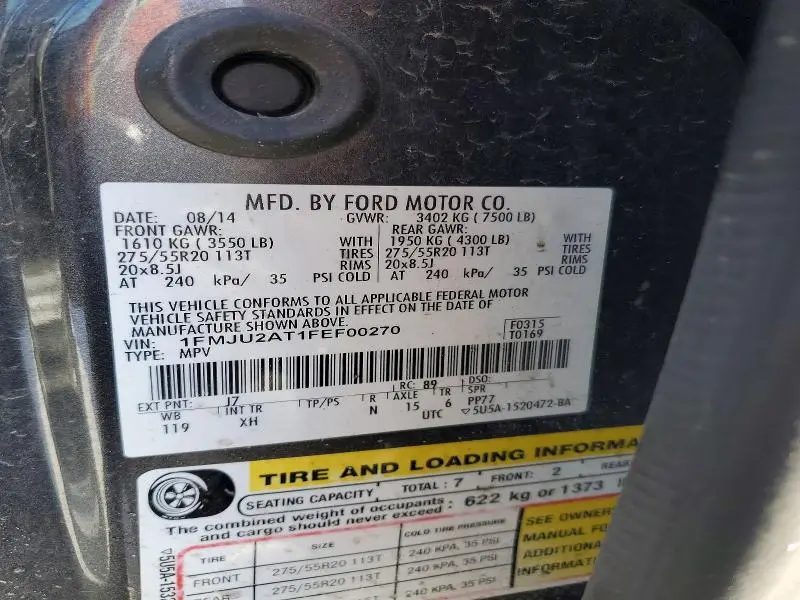 MFD. BY FORD MOTOR CO.
DATE: 08/14 GVWR: 3402 KG ( 7500 LB)
FRONT GAWR: REAR GAWR:
1610 KG ( 3550 LB) WITH 1950 KG ( 4300 LB) WITH
275/55R20 113T TIRES 275/55R20 113T TIRES
20x8.5J RIMS 20x8.5J RIMS
AT 240 kPa/ 35 PSI COLD AT 240 kPa/ 35 PSI COLD
THIS VEHICLE CONFORMS TO ALL APPLICABLE FEDERAL MOTOR
VEHICLE SAFETY STANDARDS IN EFFECT ON THE DATE OF
MANUFACTURE SHOWN ABOVE.
VIN: 1FMJU2AT1FEF00270 F0315
TYPE: MPV T0169
RC: 89 DSO:
EXT PNT: J7
WB INT TR TP/PS R AXLE TR SPR
119 XH N 15 6 PP77
UTC ▽5U5A-1520472-BA
TIRE AND LOADING INFORMA
SEATING CAPACITY TOTAL: 7 FRONT: 2 REAR
The combined weight of occupants
and cargo should never exceed: 622 kg or 1373
TIRE SIZE COLD TIRE PRESSURE
FRONT 275/55R20 113T 240 KPA, 35 PSI
275/55R20 113T 240 KPA, 35 PSI
SEE OWNER
MANUAL FO
ADDITIONA
INFORMATI